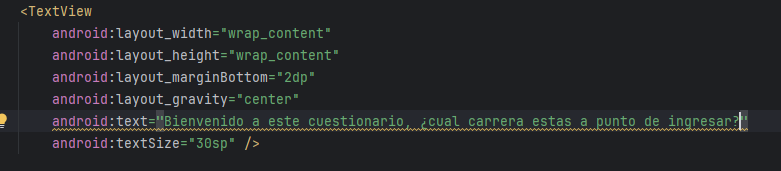 <TextView
android:layout_width="wrap_content"
android:layout_height="wrap_content"
android:layout_marginBottom="2dp"
android:layout_gravity="center"
android:text="Bienvenido a este cuestionario, ¿cual carrera estas a punto de ingresar?"
android:textSize="30sp" />